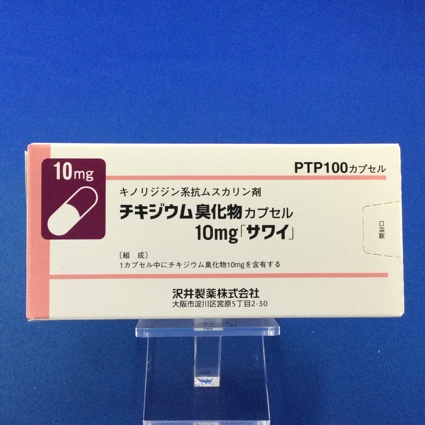 10mg
PTP100カプセル
キノリジジン系抗ムスカリン剤
チキジウム臭化物カプセル
10mg「サワイ」
〔組 成〕
1カプセル中にチキジウム臭化物10mgを含有する
沢井製薬株式会社
大阪市淀川区宮原5丁目2-30
開封口